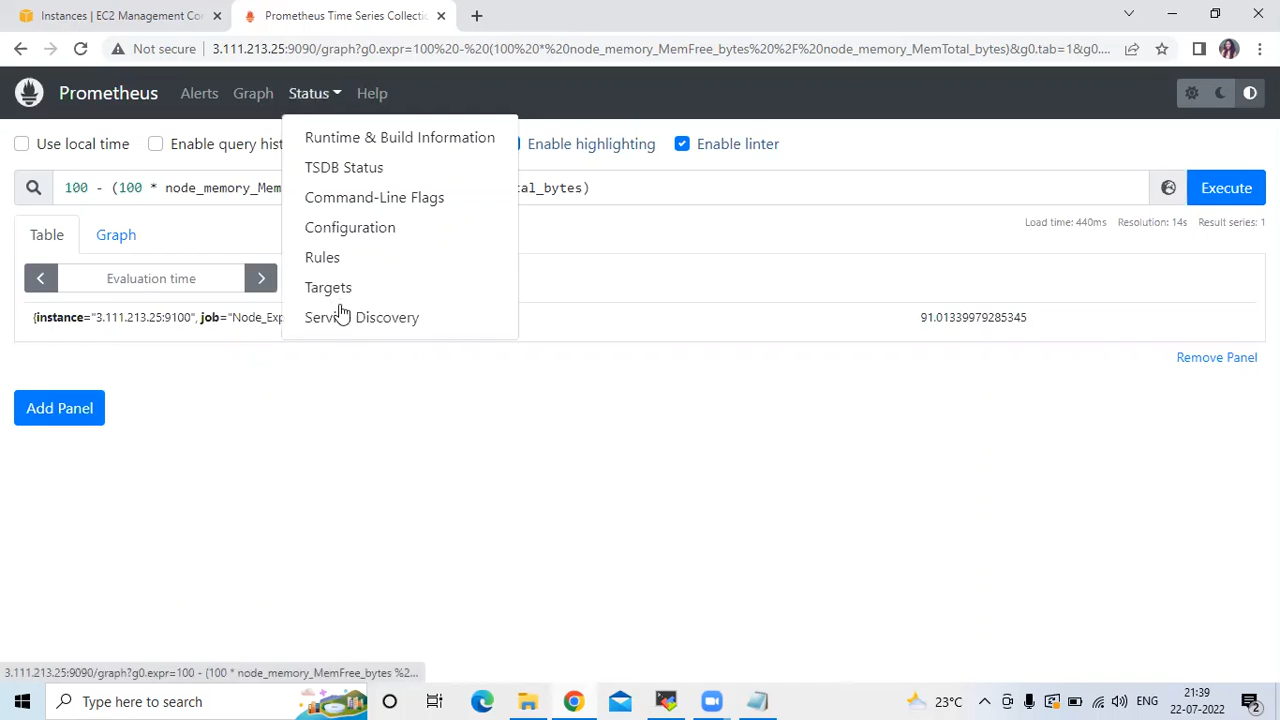 Instances | EC2 Management Con
Prometheus Time Series Collectic
Not secure
3.111.213.25:9090/graph?g0.expr=100%20-%20(100%20*%20node_memory_MemFree_bytes%20%2F%20node_memory_MemTotal_bytes)&g0.tab=1&g0....
Prometheus Alerts Graph Status Help
Runtime & Build Information
TSDB Status
Command-Line Flags
Configuration
Rules
Targets
Service Discovery
Use local time Enable query hist Enable highlighting Enable linter
100 - (100 * node_memory_Mem tal_bytes) Execute
Load time: 440ms Resolution: 14s Result series: 1
Table Graph
Evaluation time
{instance="3.111.213.25:9100", job="Node_Exp 91.01339979285345
Remove Panel
Add Panel
3.111.213.25:9090/graph?g0.expr=100 - (100 * node_memory_MemFree_bytes %2...
Type here to search 23°C ENG 21:39
22-07-2022
2